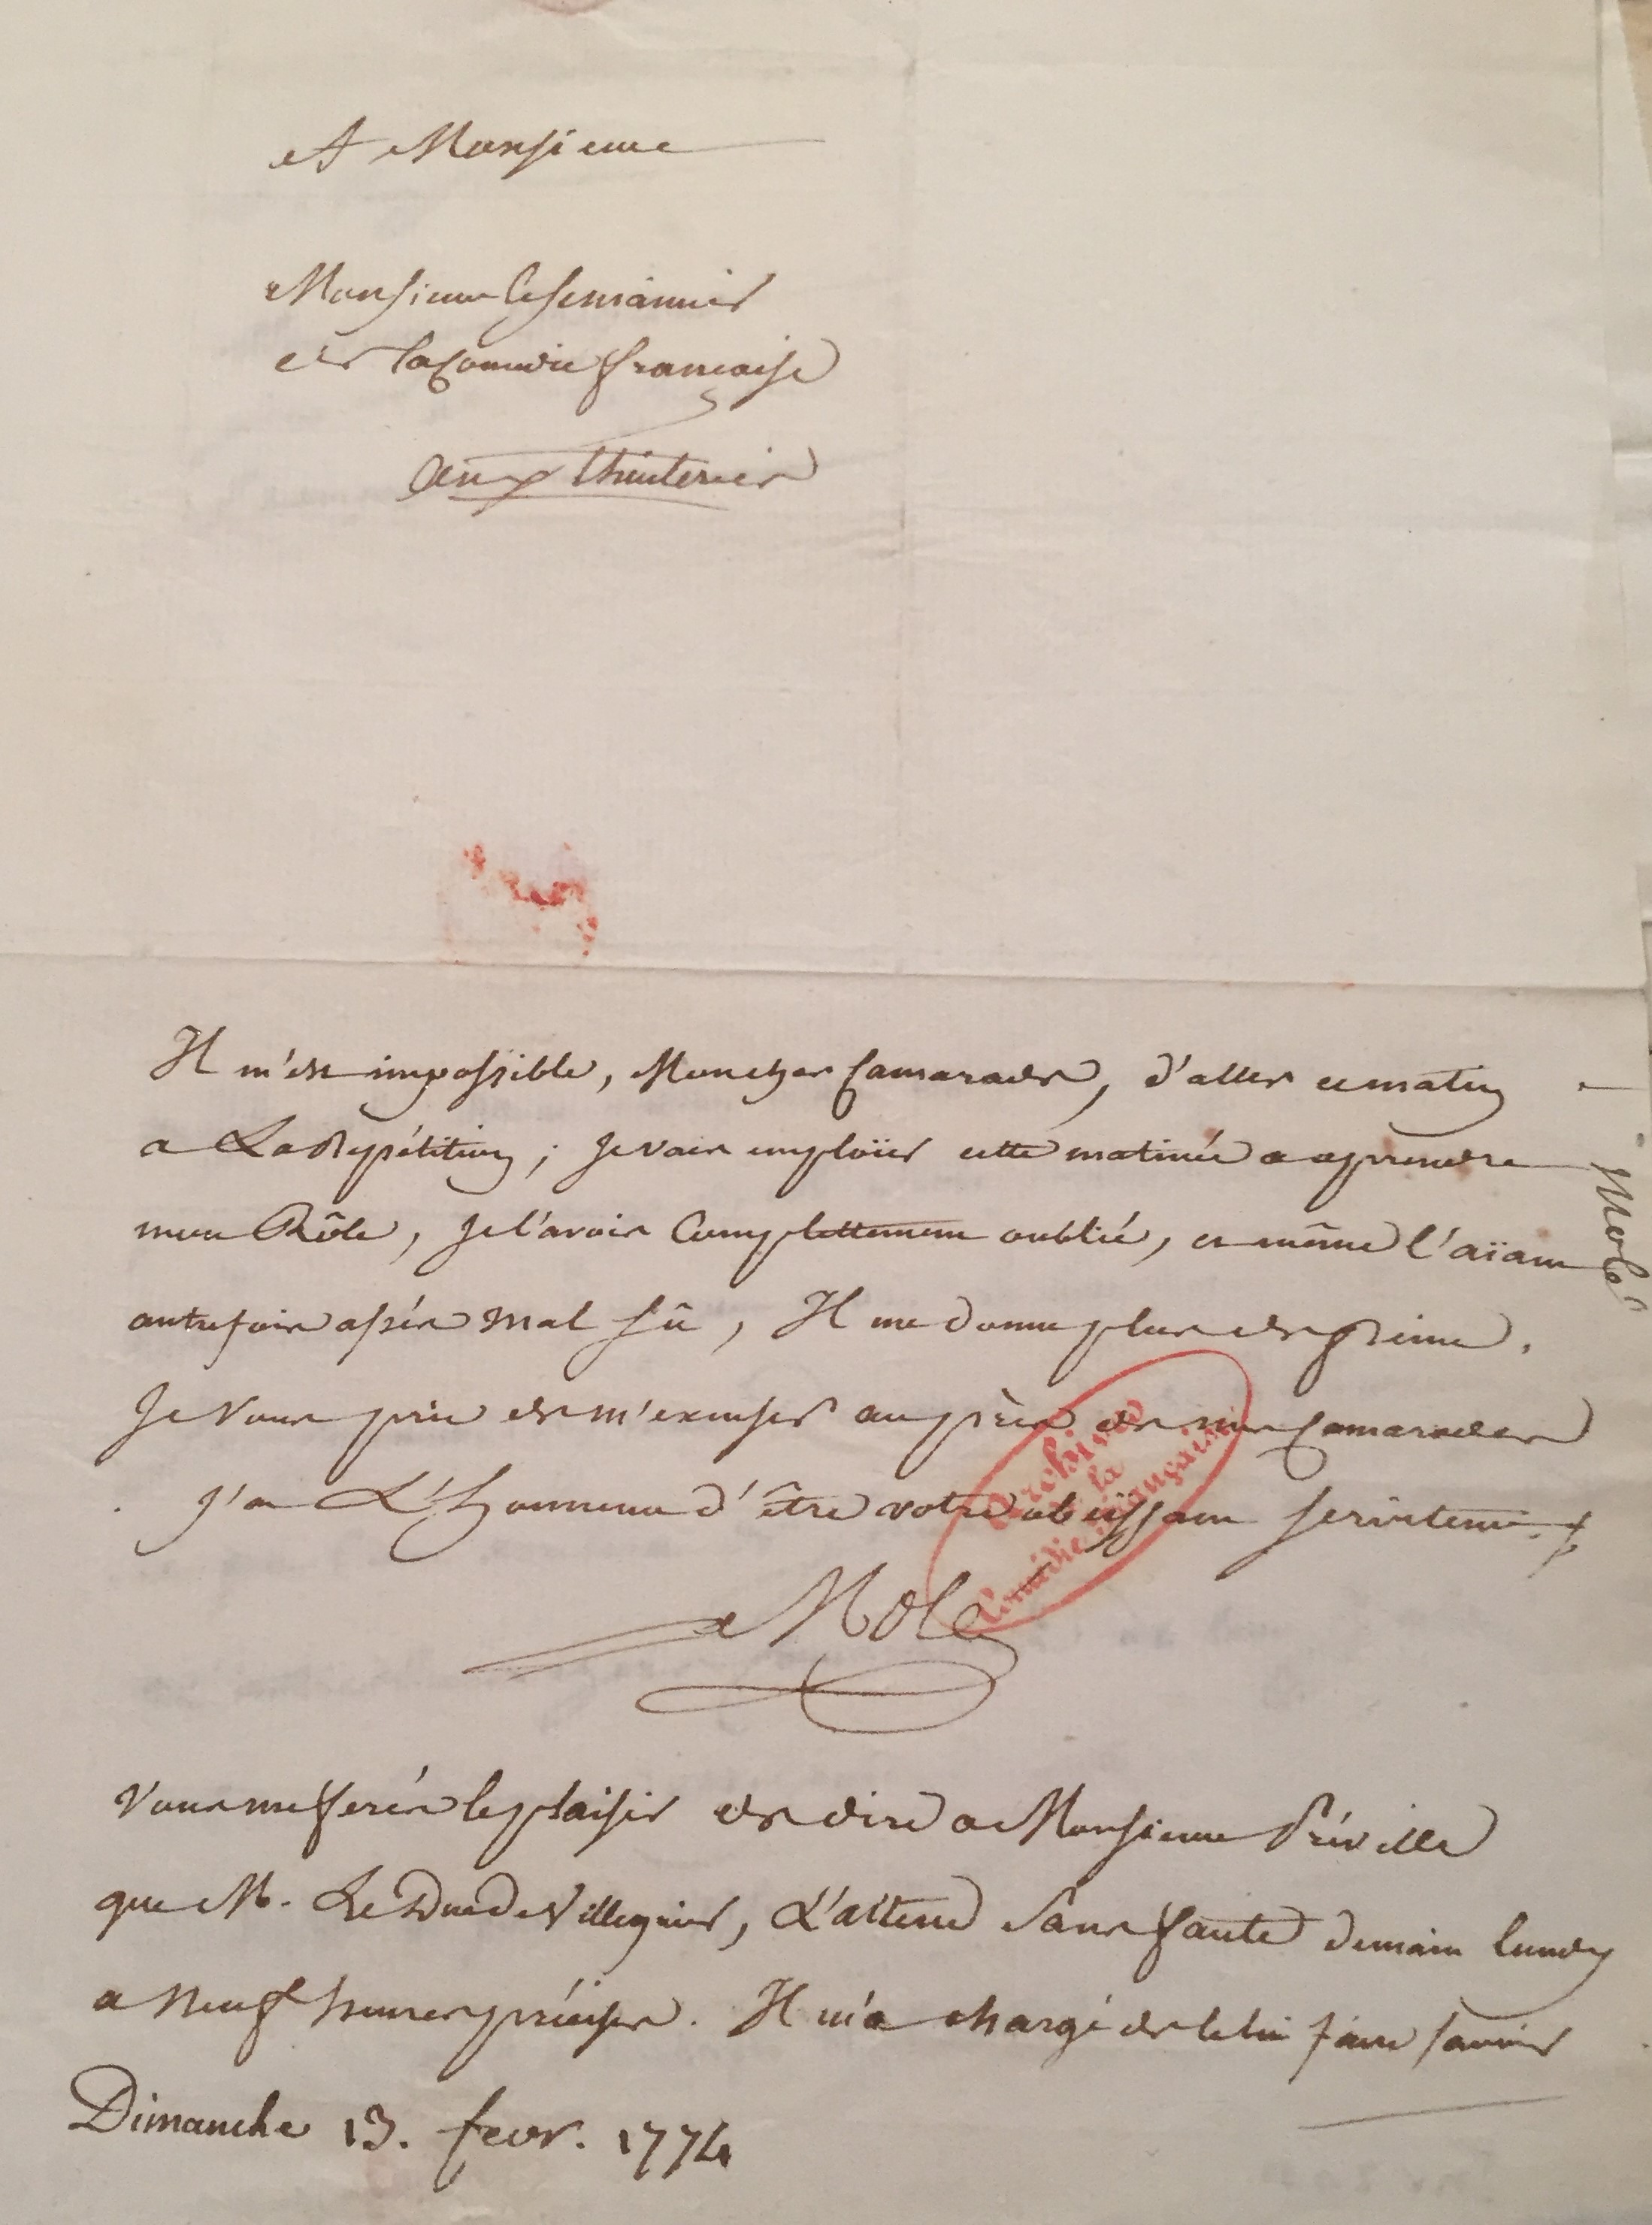 A Monsieur
Monsieur le semainier
de la Comedie françaisse
aux thuileries
Il m'est impossible, Mon cher Camarade, d'aller ce matin
a La Répétition ; je vais emploïer cette matinée a aprendre
mon Rôle, je l'avois complettement oublié, et même l'aïant
autrefois assés mal sû, Il me donne plus de peine.
Je vous prie de m'excuser auprès de mes Camarades
j'ai L'honneur d'être votre obeissant serviteur
Molé
Archives
de la
Comédie Française
Molé
Vous me ferés le plaisir de dire a Monsieur Préville
que M. Le Duc de Villequier, L'attend sans faute demain lundy
a neuf heures précises. Il m'a chargé de le lui faire savoir
Dimanche 13. fevr. 1774